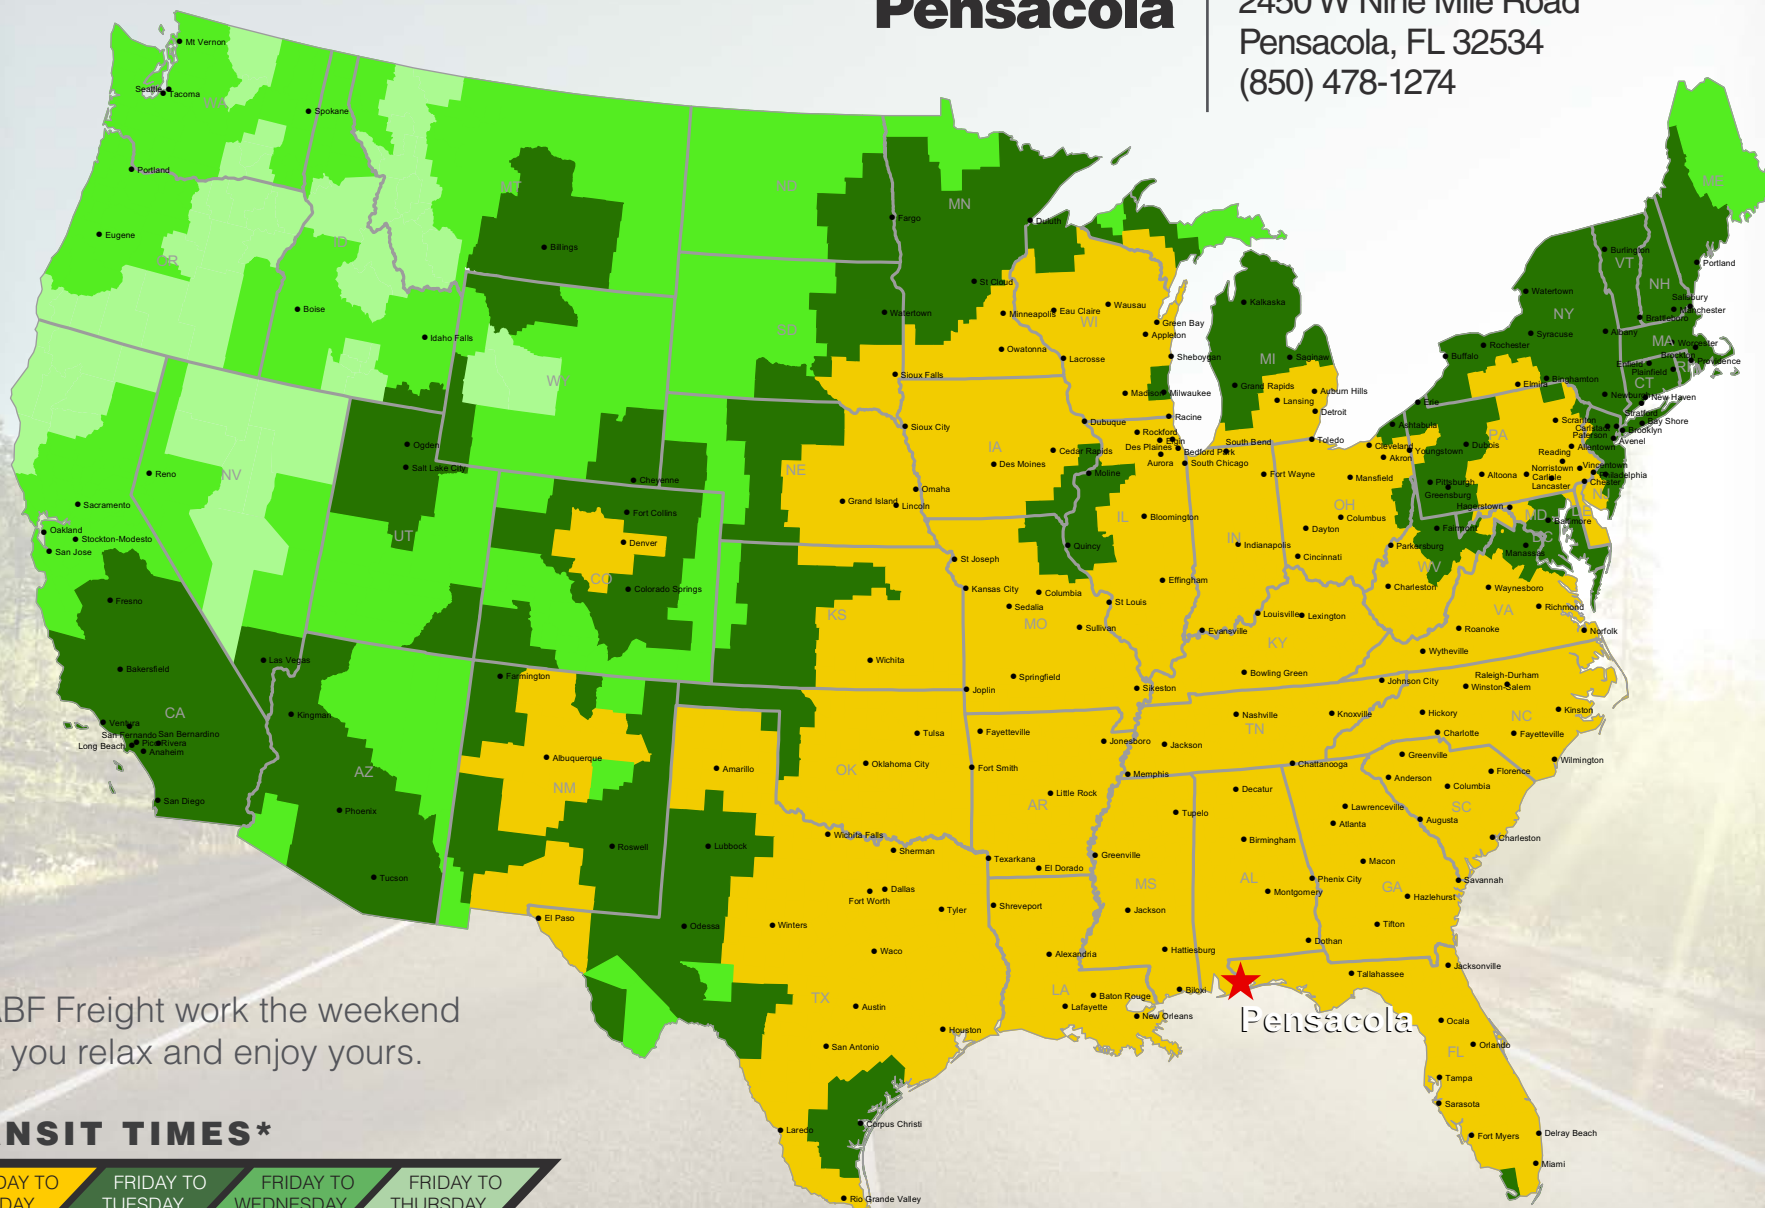 Pensacola
2450 W Nine Mile Road
Pensacola, FL 32534
(850) 478-1274
Mt Vernon
Seattle
Tacoma
WA
Spokane
Portland
Eugene
OR
ID
Boise
Idaho Falls
MT
Billings
WY
Cheyenne
ND
SD
Fargo
Watertown
Sioux Falls
MN
Duluth
St Cloud
Minneapolis
Owatonna
WI
Eau Claire
Wausau
Green Bay
Appleton
Lacrosse
Sheboygan
Madison
Milwaukee
Racine
MI
Kalkaska
Saginaw
Grand Rapids
Lansing
Auburn Hills
Detroit
NV
Reno
Las Vegas
CA
Sacramento
Oakland
Stockton-Modesto
San Jose
Fresno
Bakersfield
Ventura
San Fernando
San Bernardino
Long Beach
Pico Rivera
Anaheim
San Diego
UT
Ogden
Salt Lake City
CO
Fort Collins
Denver
Colorado Springs
AZ
Kingman
Phoenix
Tucson
NM
Farmington
Albuquerque
Roswell
NE
Grand Island
Lincoln
Omaha
Sioux City
KS
Wichita
IA
Dubuque
Cedar Rapids
Des Moines
Moline
IL
Rockford
Elgin
Des Plaines
Bedford Park
Aurora
South Chicago
Bloomington
Quincy
Effingham
IN
South Bend
Fort Wayne
Indianapolis
Evansville
OH
Toledo
Ashtabula
Cleveland
Akron
Youngstown
Mansfield
Columbus
Dayton
Cincinnati
MO
St Joseph
Kansas City
Columbia
Sedalia
St Louis
Sullivan
Springfield
Joplin
Sikeston
KY
Louisville
Lexington
Bowling Green
WV
Fairmont
Parkersburg
Charleston
VA
Manassas
Waynesboro
Richmond
Roanoke
Norfolk
Wytheville
PA
Erie
Dubois
Scranton
Allentown
Reading
Altoona
Norristown
Carlisle
Lancaster
Philadelphia
Chester
Pittsburgh
Greensburg
Vincentown
NJ
Carlstadt
Paterson
Avenel
MD
Hagerstown
Baltimore
DC
DE
NY
Watertown
Syracuse
Rochester
Buffalo
Elmira
Binghamton
Albany
Newburgh
Brooklyn
Bay Shore
VT
Burlington
Brattleboro
NH
Manchester
Salisbury
ME
Portland
MA
Worcester
Brockton
RI
Providence
CT
Enfield
Plainfield
New Haven
Stratford
OK
Tulsa
Oklahoma City
AR
Fayetteville
Fort Smith
Jonesboro
Little Rock
El Dorado
TN
Nashville
Knoxville
Johnson City
Jackson
Memphis
Chattanooga
NC
Raleigh-Durham
Winston-Salem
Hickory
Charlotte
Fayetteville
Kinston
Wilmington
SC
Greenville
Anderson
Florence
Columbia
Charleston
TX
Amarillo
Lubbock
Wichita Falls
Sherman
Dallas
Fort Worth
Texarkana
Tyler
El Paso
Odessa
Winters
Waco
Austin
Houston
San Antonio
Corpus Christi
Laredo
Rio Grande Valley
LA
Shreveport
Alexandria
Baton Rouge
Lafayette
New Orleans
MS
Tupelo
Greenville
Jackson
Hattiesburg
Biloxi
AL
Decatur
Birmingham
Montgomery
Dothan
GA
Lawrenceville
Atlanta
Augusta
Macon
Phenix City
Hazlehurst
Savannah
Tifton
FL
Tallahassee
Jacksonville
Pensacola
Ocala
Orlando
Tampa
Sarasota
Fort Myers
Delray Beach
Miami
ABF Freight work the weekend
you relax and enjoy yours.
NSIT TIMES*
DAY TO
DAY
FRIDAY TO
TUESDAY
FRIDAY TO
WEDNESDAY
FRIDAY TO
THURSDAY